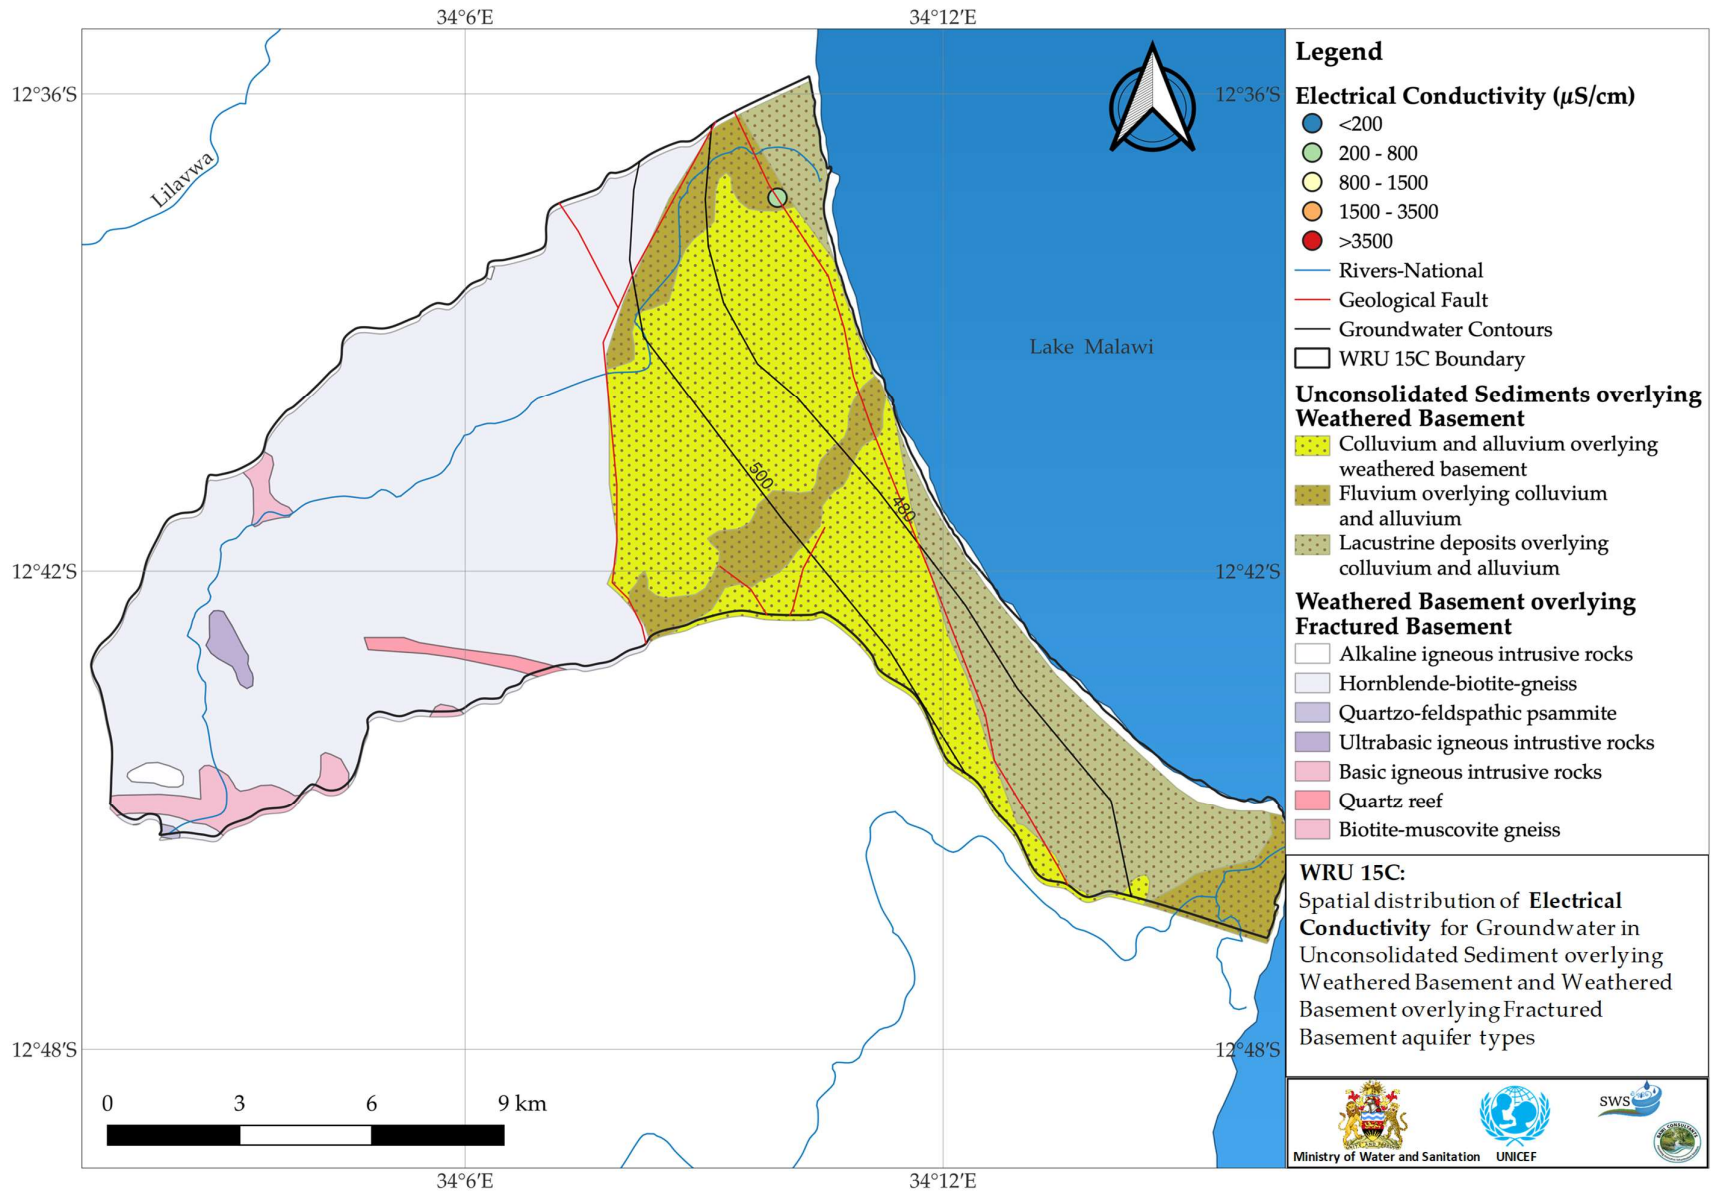 34°6′E
34°12′E
12°36′S
12°36′S
Lilavwa
Lake Malawi
500
480
12°42′S
12°42′S
12°48′S
12°48′S
0 3 6 9 km
34°6′E
34°12′E
Legend
Electrical Conductivity (µS/cm)
<200
200 - 800
800 - 1500
1500 - 3500
>3500
Rivers-National
Geological Fault
Groundwater Contours
WRU 15C Boundary
Unconsolidated Sediments overlying
Weathered Basement
Colluvium and alluvium overlying
weathered basement
Fluvium overlying colluvium
and alluvium
Lacustrine deposits overlying
colluvium and alluvium
Weathered Basement overlying
Fractured Basement
Alkaline igneous intrusive rocks
Hornblende-biotite-gneiss
Quartzo-feldspathic psammite
Ultrabasic igneous intrustive rocks
Basic igneous intrusive rocks
Quartz reef
Biotite-muscovite gneiss
WRU 15C:
Spatial distribution of Electrical
Conductivity for Groundwater in
Unconsolidated Sediment overlying
Weathered Basement and Weathered
Basement overlying Fractured
Basement aquifer types
Ministry of Water and Sanitation
UNICEF
SWS